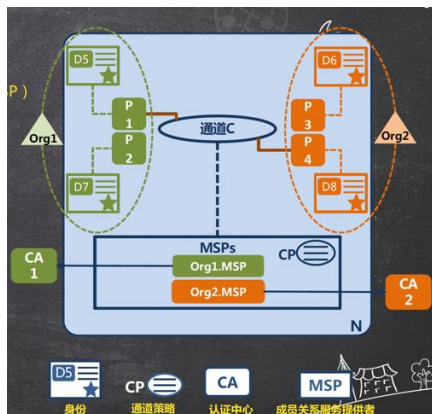 D5
D6
P)
P
1
P
3
通道C
Org1
Org2
P
2
P
4
D7
D8
MSPs
CP
CA
1
Org1.MSP
Org2.MSP
CA
2
N
D5
CP
CA
MSP
身份
通道策略
认证中心
成员关系服务提供者